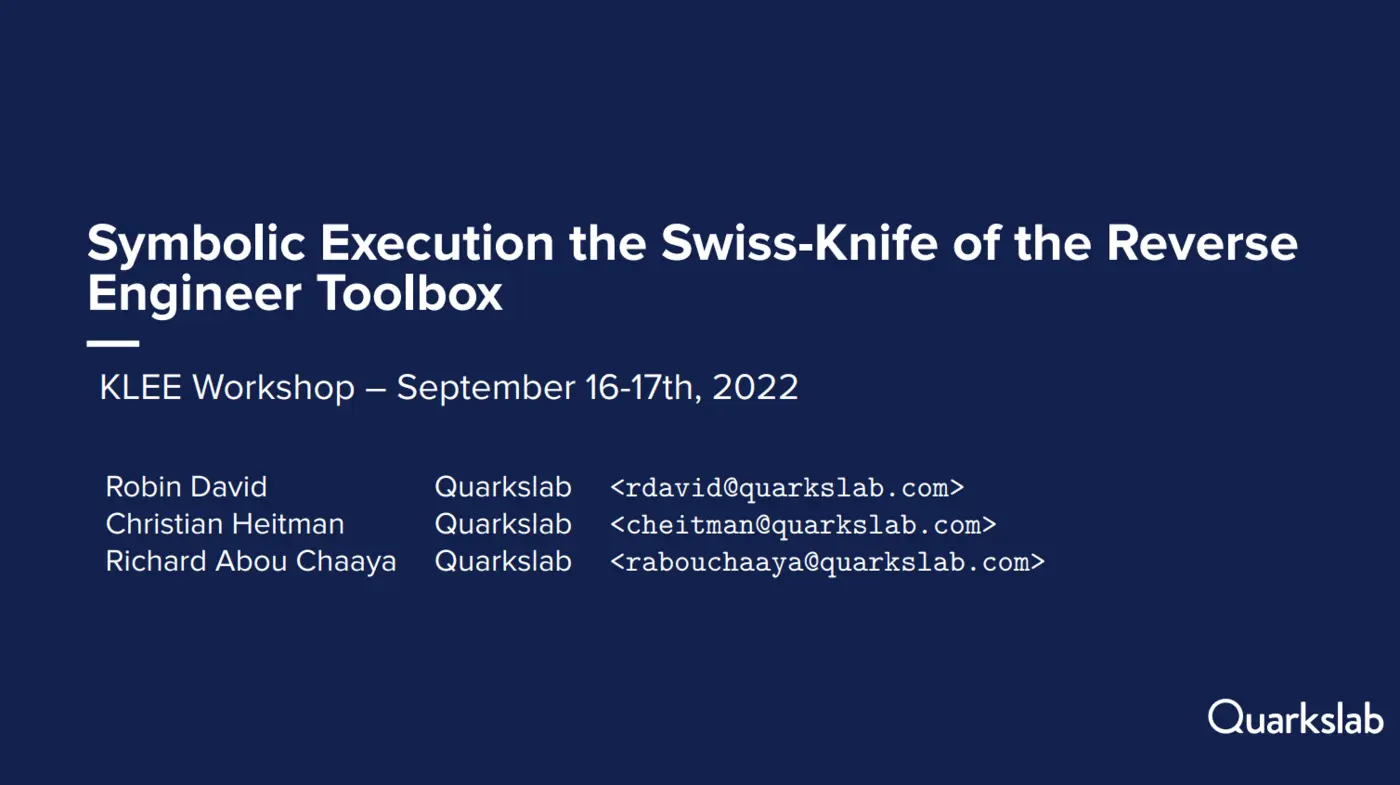 Symbolic Execution the Swiss-Knife of the Reverse
Engineer Toolbox
KLEE Workshop – September 16-17th, 2022
Robin David Quarkslab <rdavid@quarkslab.com>
Christian Heitman Quarkslab <cheitman@quarkslab.com>
Richard Abou Chaaya Quarkslab <rabouchaaya@quarkslab.com>
Quarkslab